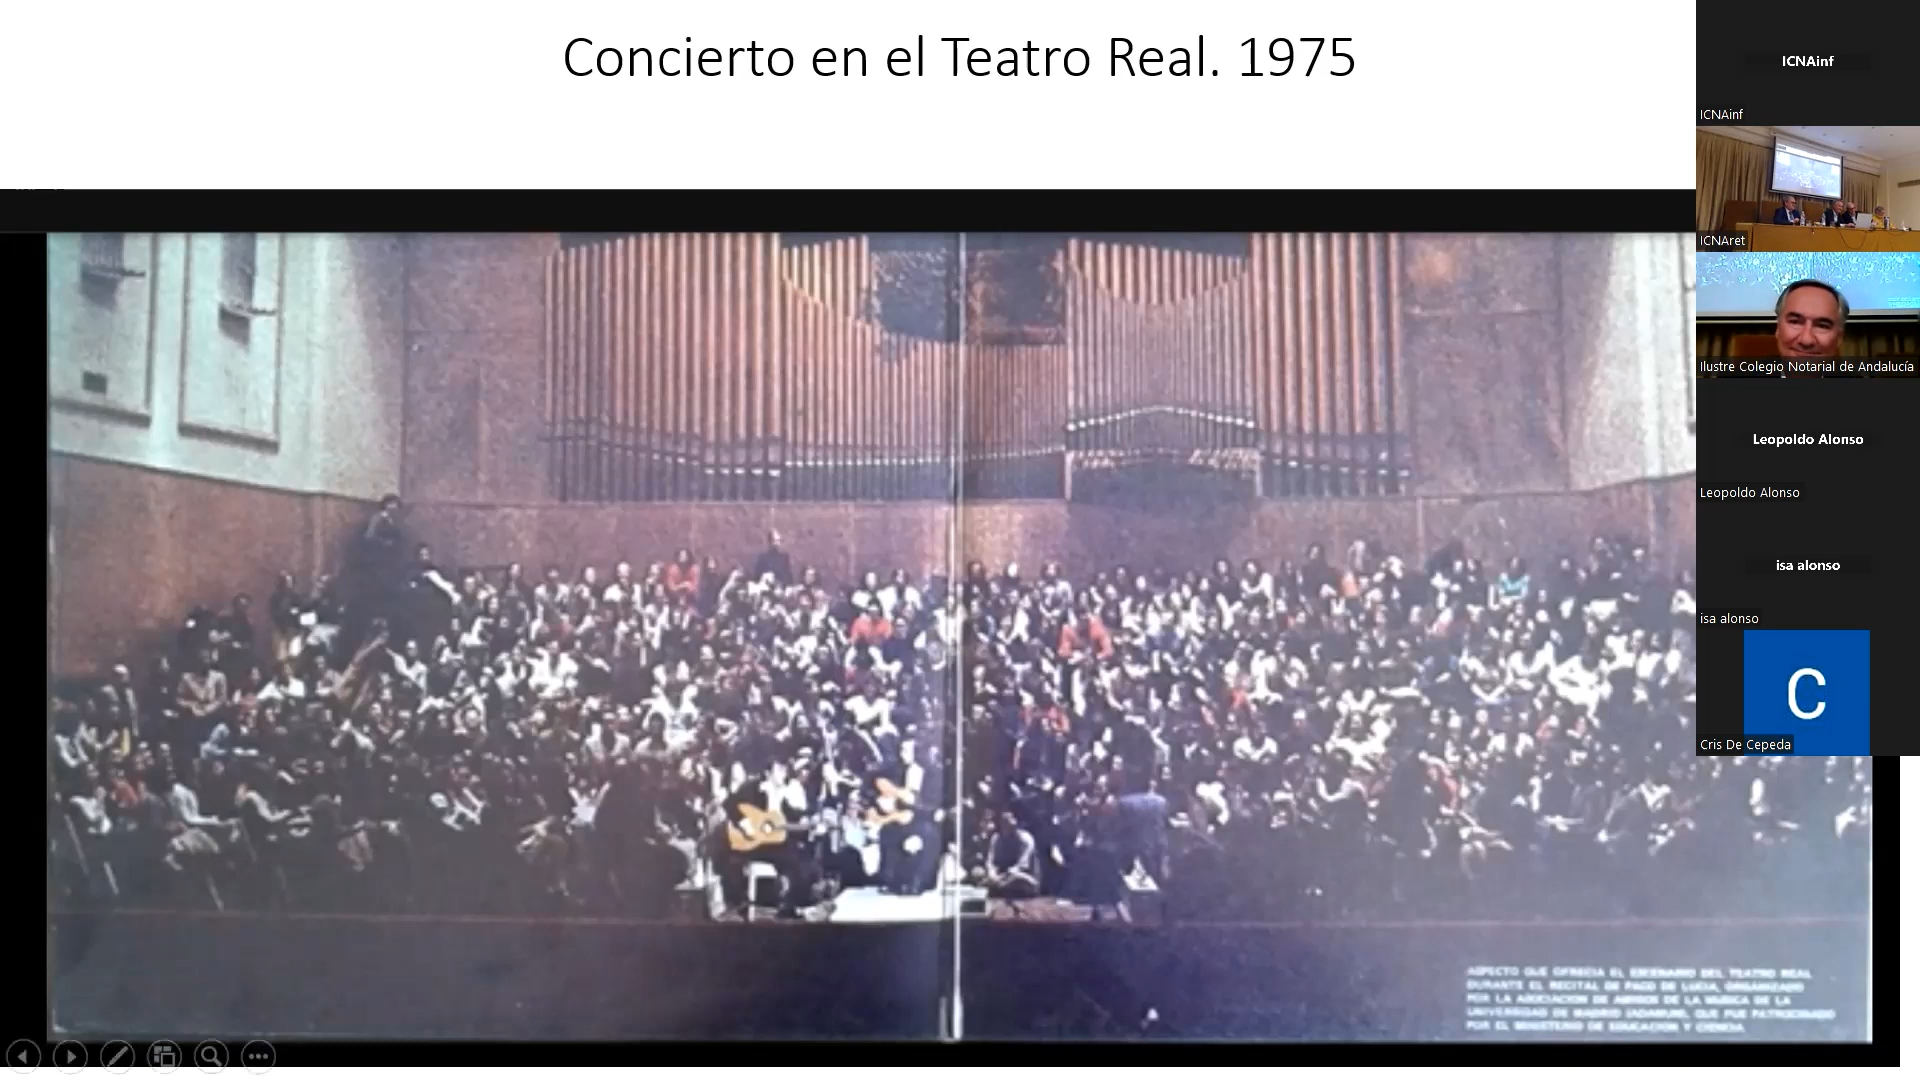 Concierto en el Teatro Real. 1975
ICNAinf
ICNAinf
ICNAret
Ilustre Colegio Notarial de Andalucía
Leopoldo Alonso
Leopoldo Alonso
isa alonso
isa alonso
C
Cris De Cepeda
ASPECTO QUE OFRECIA EL ESCENARIO DEL TEATRO REAL
DURANTE EL RECITAL DE PACO DE LUCIA, ORGANIZADO
POR LA ASOCIACION DE AMIGOS DE LA MUSICA DE LA
UNIVERSIDAD DE MADRID (ADAMUM), QUE FUE PATROCINADO
POR EL MINISTERIO DE EDUCACION Y CIENCIA